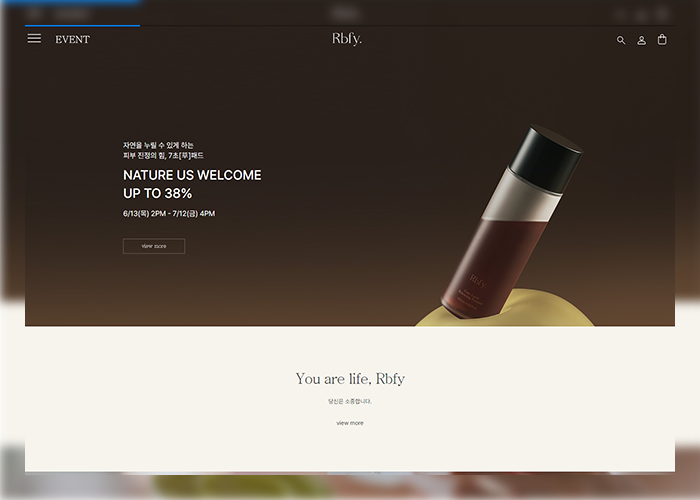 EVENT
Rbfy.
자연을 누릴 수 있게 하는
피부 진정의 힘, 7초[草]패드
NATURE US WELCOME
UP TO 38%
6/13(목) 2PM - 7/12(금) 4PM
view more
Rbfy.
You are life, Rbfy
당신은 소중합니다.
view more